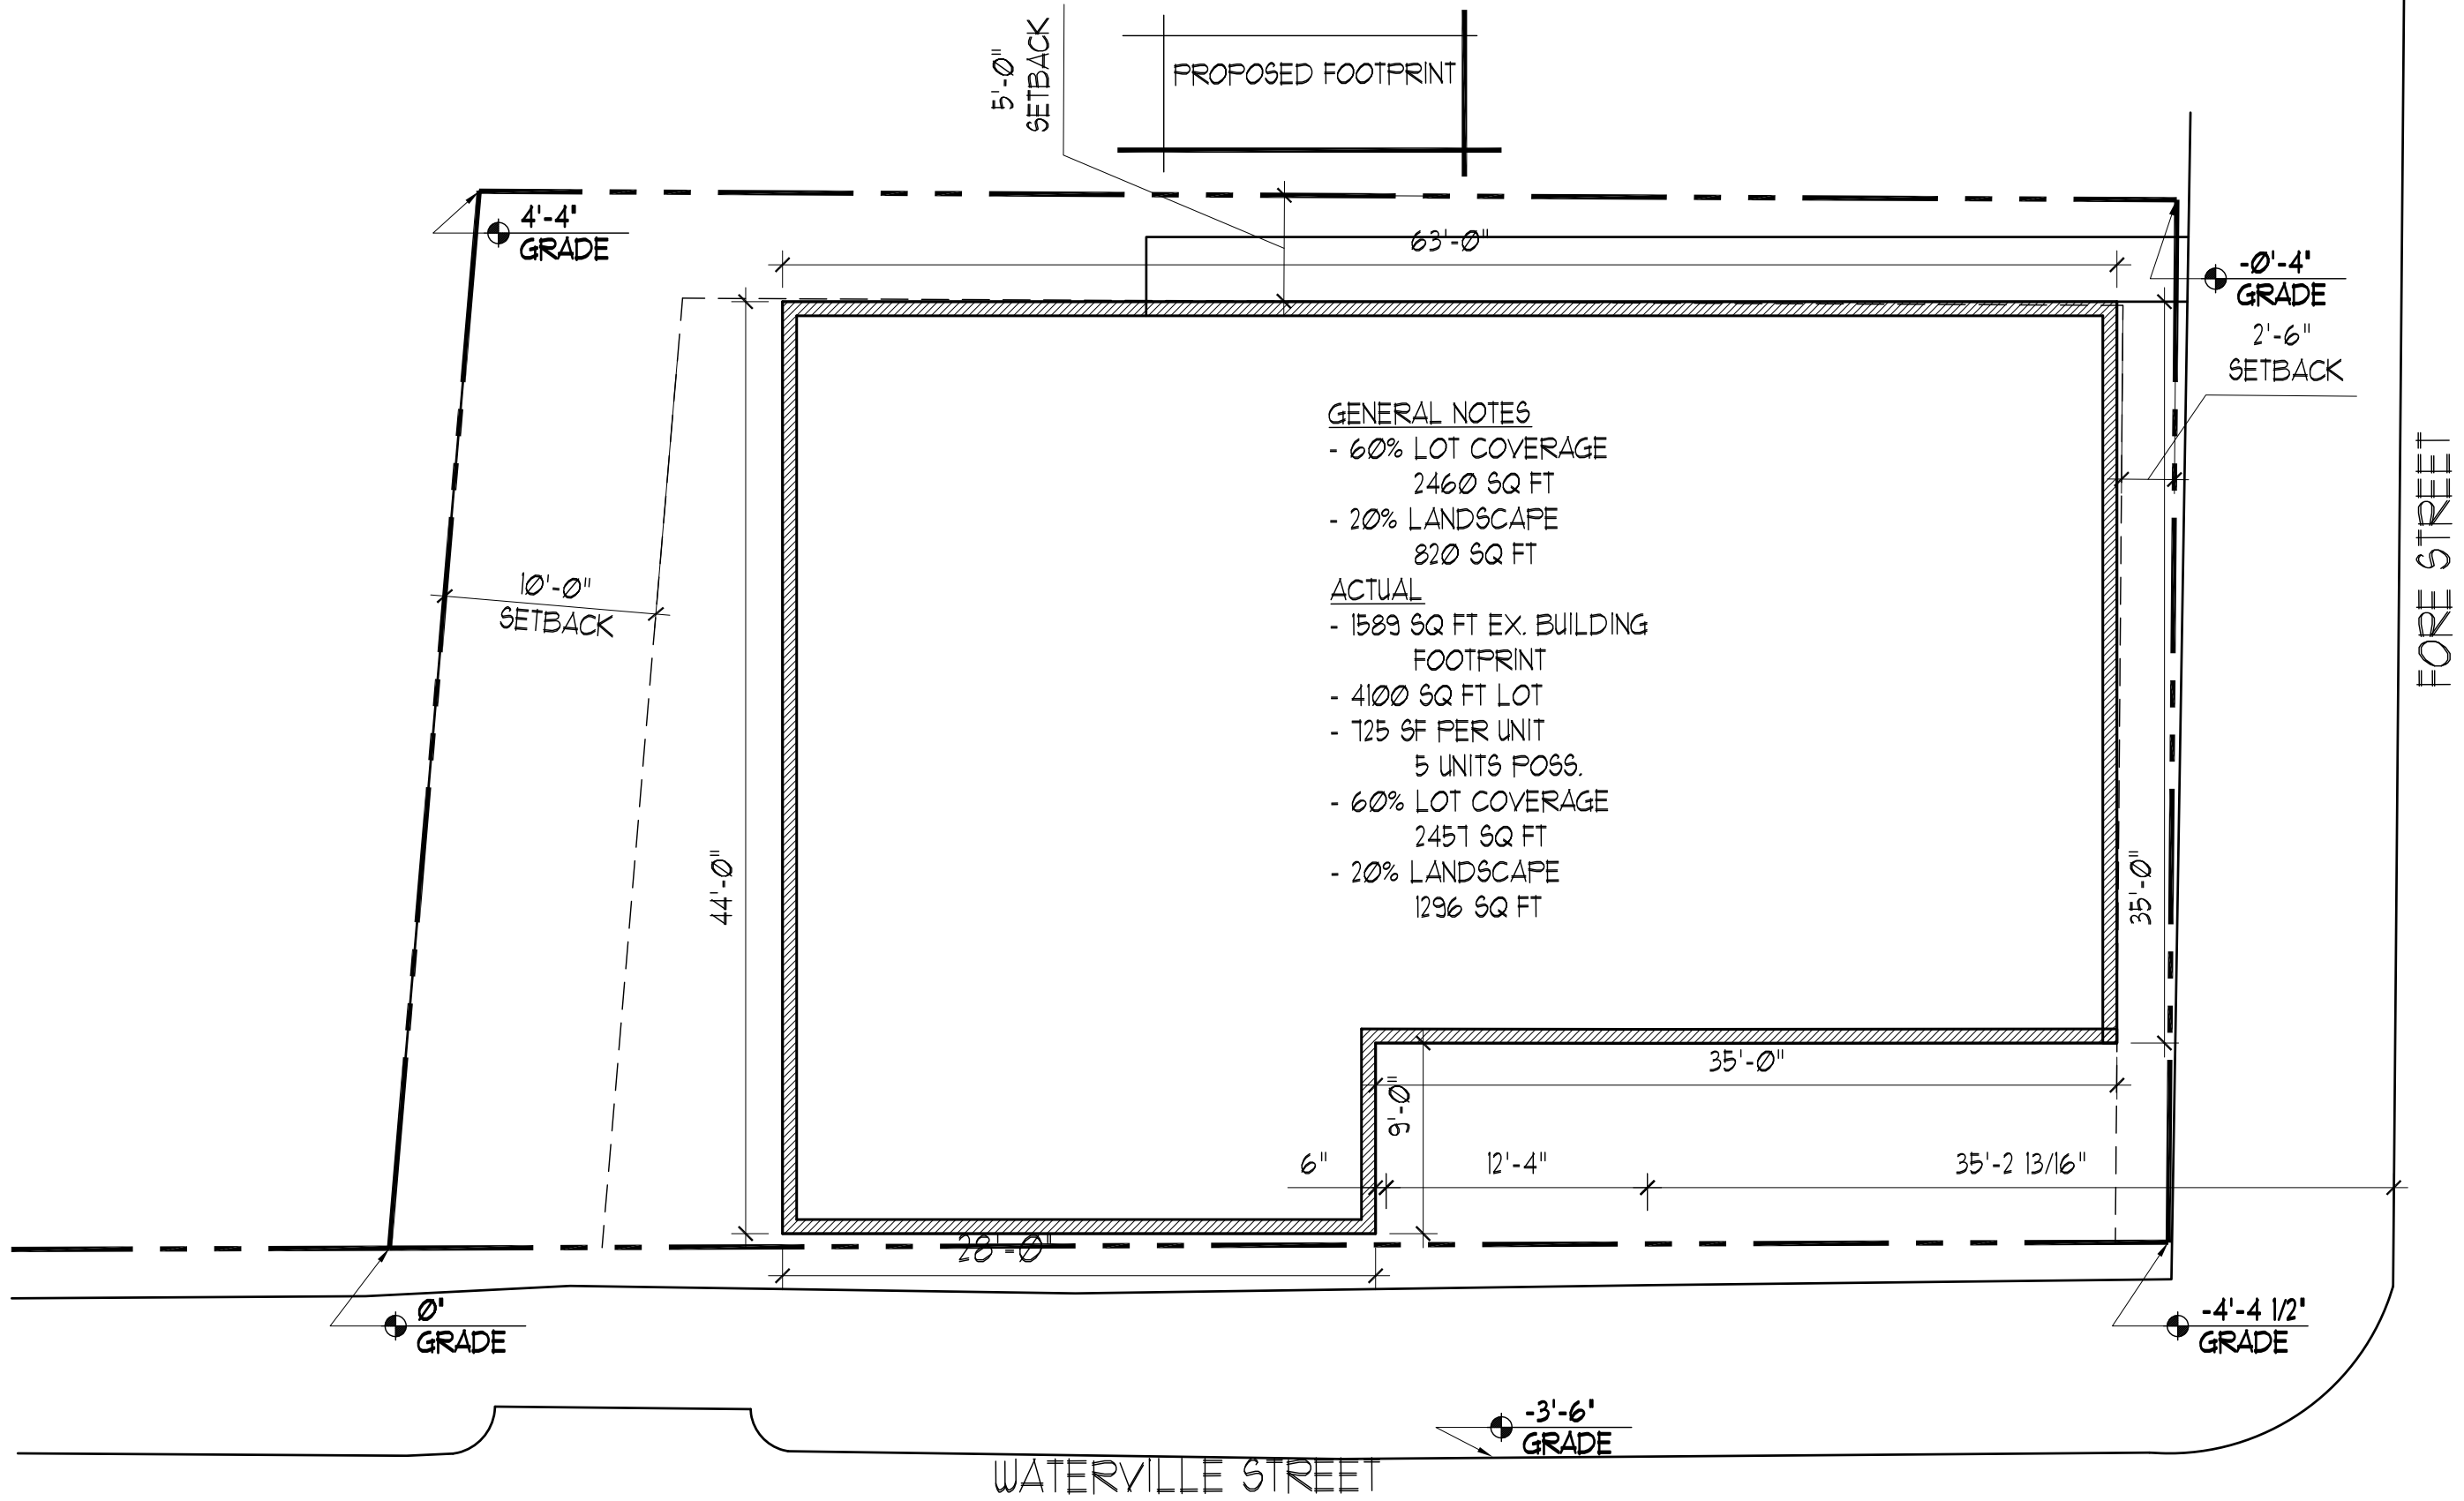 5'-0"
SETBACK
PROPOSED FOOTPRINT
4'-4"
GRADE
63'-0"
-0'-4"
GRADE
2'-6"
SETBACK
GENERAL NOTES
- 60% LOT COVERAGE
2460 SQ FT
- 20% LANDSCAPE
820 SQ FT
ACTUAL
- 1589 SQ FT EX. BUILDING
FOOTPRINT
- 4100 SQ FT LOT
- 725 SF PER UNIT
5 UNITS POSS.
- 60% LOT COVERAGE
2457 SQ FT
- 20% LANDSCAPE
1296 SQ FT
10'-0"
SETBACK
FORE STREET
44'-0"
35'-0"
35'-0"
9'-0"
6"
12'-4"
35'-2 13/16"
28'-0"
0"
GRADE
-4'-4 1/2"
GRADE
-3'-6"
GRADE
WATERVILLE STREET